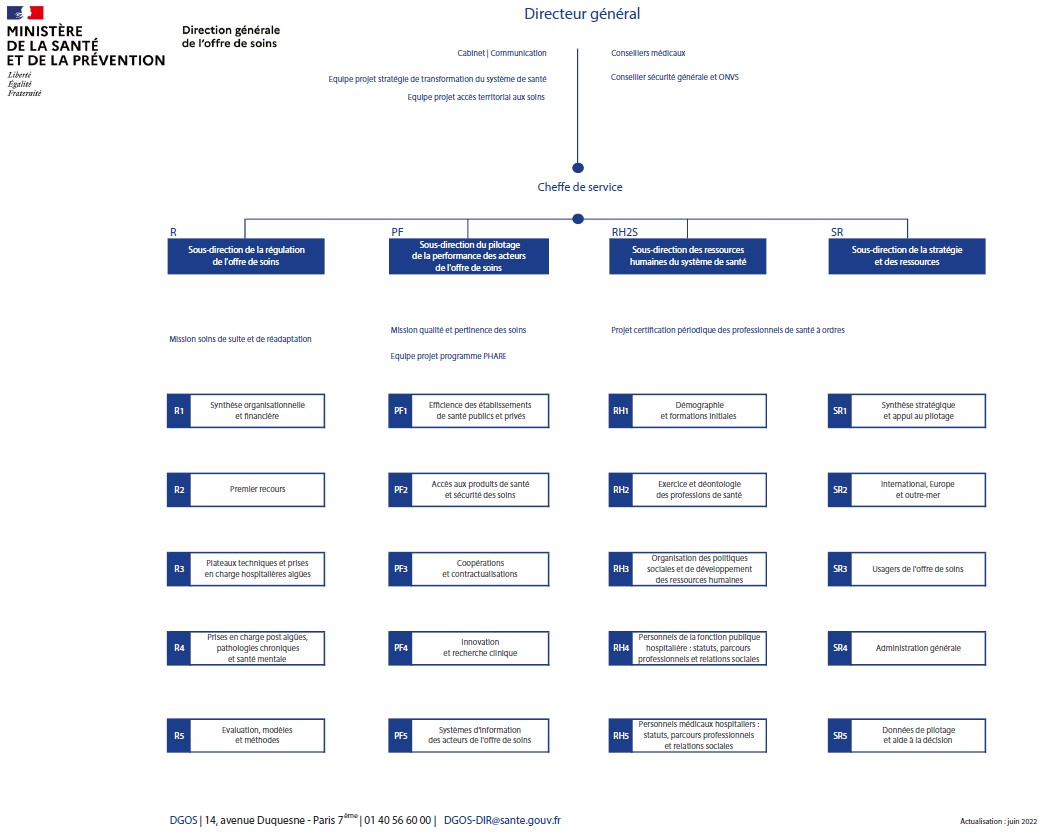 MINISTÈRE
DE LA SANTÉ
ET DE LA PRÉVENTION
Liberté
Égalité
Fraternité
Direction générale
de l'offre de soins
Directeur général
Cabinet | Communication
Equipe projet stratégie de transformation du système de santé
Equipe projet accès territorial aux soins
Conseillers médicaux
Conseiller sécurité générale et ONVS
Cheffe de service
R
Sous-direction de la régulation
de l'offre de soins
PF
Sous-direction du pilotage
de la performance des acteurs
de l'offre de soins
RH2S
Sous-direction des ressources
humaines du système de santé
SR
Sous-direction de la stratégie
et des ressources
Mission soins de suite et de réadaptation
Mission qualité et pertinence des soins
Equipe projet programme PHARE
Projet certification périodique des professionnels de santé à ordres
R1
Synthèse organisationnelle
et financière
PF1
Efficience des établissements
de santé publics et privés
RH1
Démographie
et formations initiales
SR1
Synthèse stratégique
et appui au pilotage
R2
Premier recours
PF2
Accès aux produits de santé
et sécurité des soins
RH2
Exercice et déontologie
des professions de santé
SR2
International, Europe
et outre-mer
R3
Plateaux techniques et prises
en charge hospitalières aigües
PF3
Coopérations
et contractualisations
RH3
Organisation des politiques
sociales et de développement
des ressources humaines
SR3
Usagers de l'offre de soins
R4
Prises en charge post aigües,
pathologies chroniques
et santé mentale
PF4
Innovation
et recherche clinique
RH4
Personnels de la fonction publique
hospitalière : statuts, parcours
professionnels et relations sociales
SR4
Administration générale
R5
Evaluation, modèles
et méthodes
PF5
Systèmes d'information
des acteurs de l'offre de soins
RH5
Personnels médicaux hospitaliers :
statuts, parcours professionnels
et relations sociales
SR5
Données de pilotage
et aide à la décision
DGOS | 14, avenue Duquesne - Paris 7ème | 01 40 56 60 00 | DGOS-DIR@sante.gouv.fr
Actualisation : juin 2022